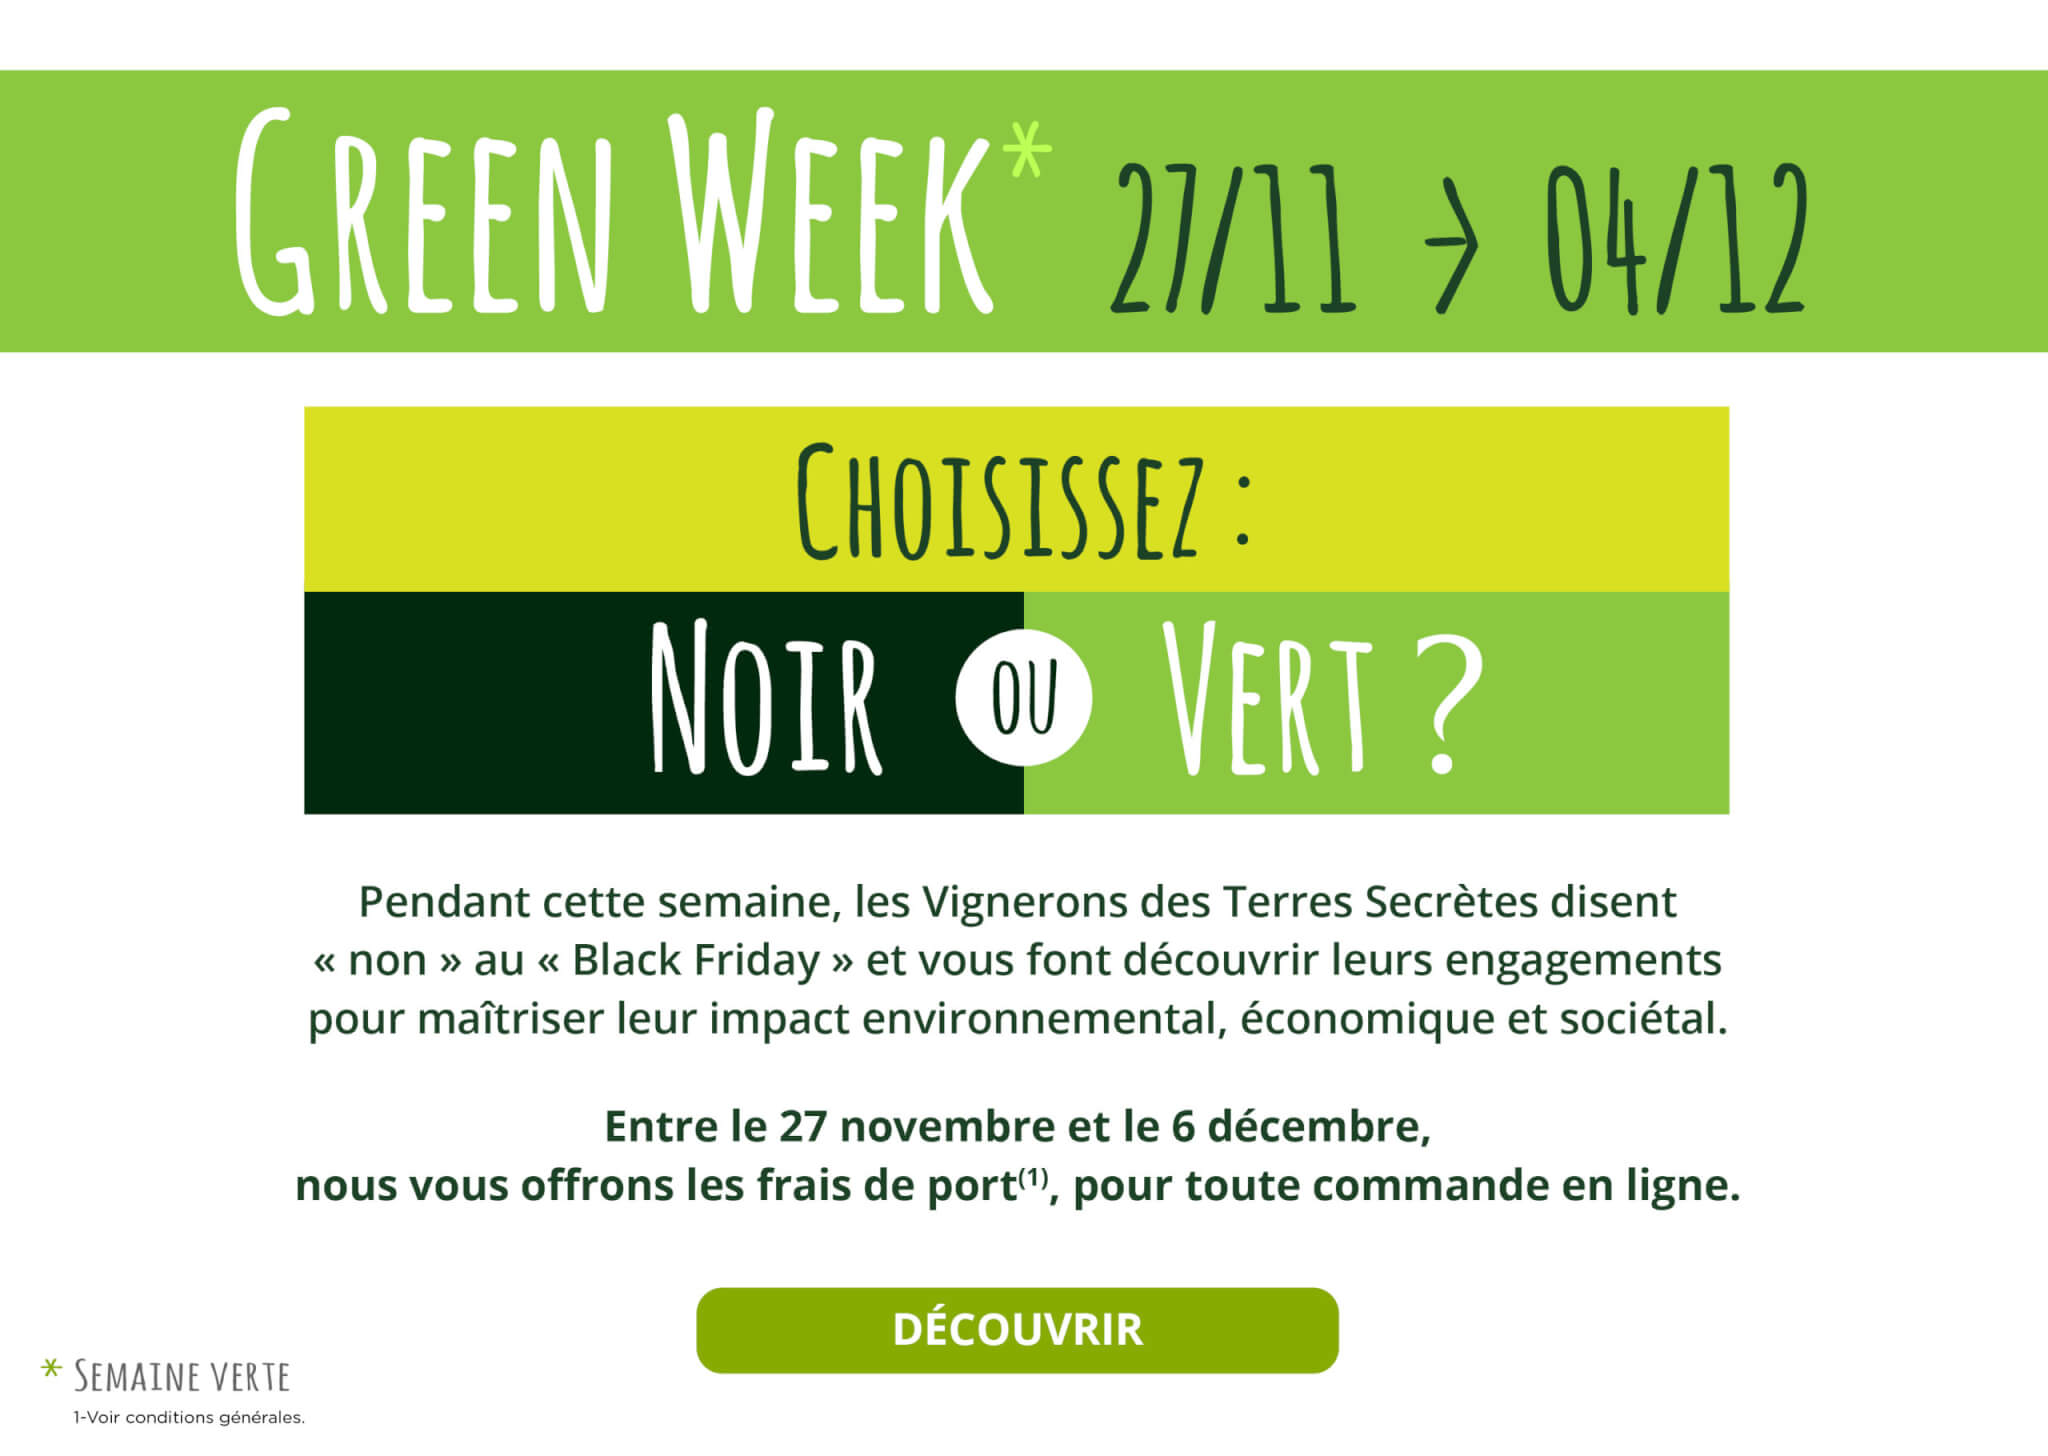 Green Week* 27/11 → 04/12
Choisissez :
Noir ou Vert ?
Pendant cette semaine, les Vignerons des Terres Secrètes disent
« non » au « Black Friday » et vous font découvrir leurs engagements
pour maîtriser leur impact environnemental, économique et sociétal.
Entre le 27 novembre et le 6 décembre,
nous vous offrons les frais de port(1), pour toute commande en ligne.
DÉCOUVRIR
* Semaine verte
1-Voir conditions générales.